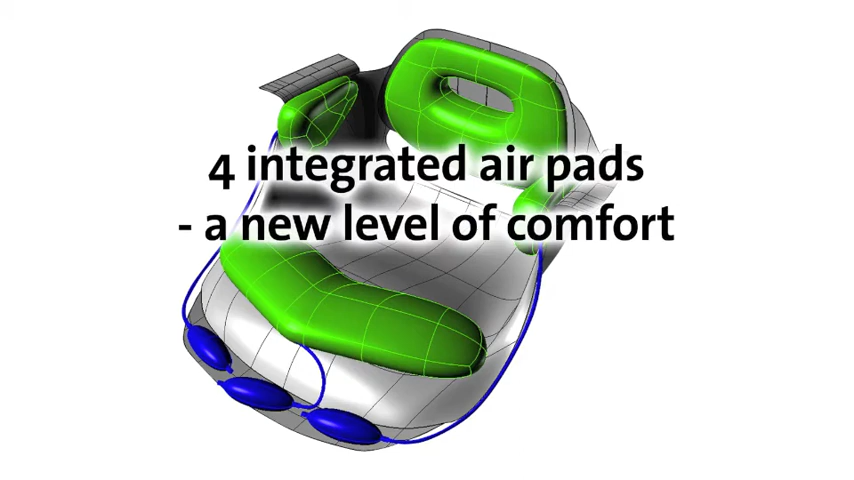 4 integrated air pads
- a new level of comfort